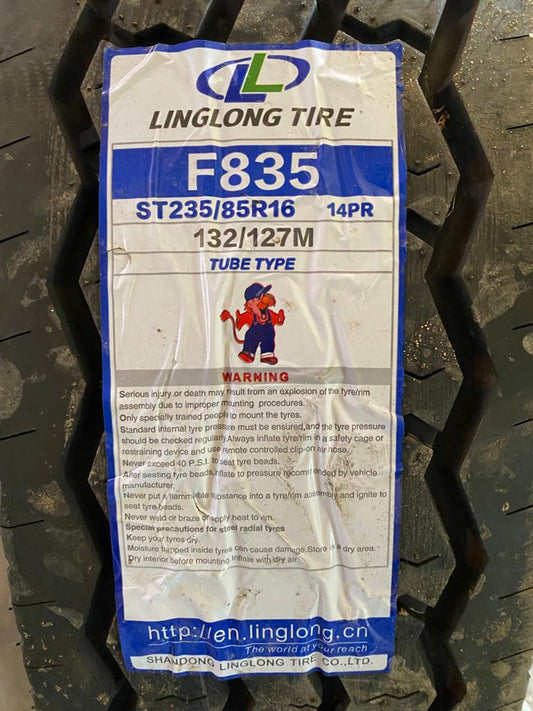 LINGLONG TIRE
F835
ST235/85R16 14PR
132/127M
TUBE TYPE
WARNING
Serious injury or death may result from an explosion of the tyre/rim
assembly due to improper mounting procedures.
Only specially trained people to mount the tyres.
Standard internal tyre pressure must be ensured,and the tyre pressure
should be checked regularly.Always inflate tyre/rim in a safety cage or
restraining device and use remote controlled clip-on air hose.
Never exceed 40 P.S.I. to seat tyre beads.
After seating tyre beads,inflate to pressure recommended by vehicle
manufacturer.
Never put a flammable substance into a tyre/rim assembly and ignite to
seat tyre beads.
Never weld or braze or apply heat to rim.
Special precautions for steel radial tyres
Keep your tyres dry.
Moisture trapped inside tyres can cause damage.Store in a dry area.
Dry interior before mounting.Inflate with dry air.
http://en.linglong.cn
The world at your reach
SHANDONG LINGLONG TIRE CO.,LTD.